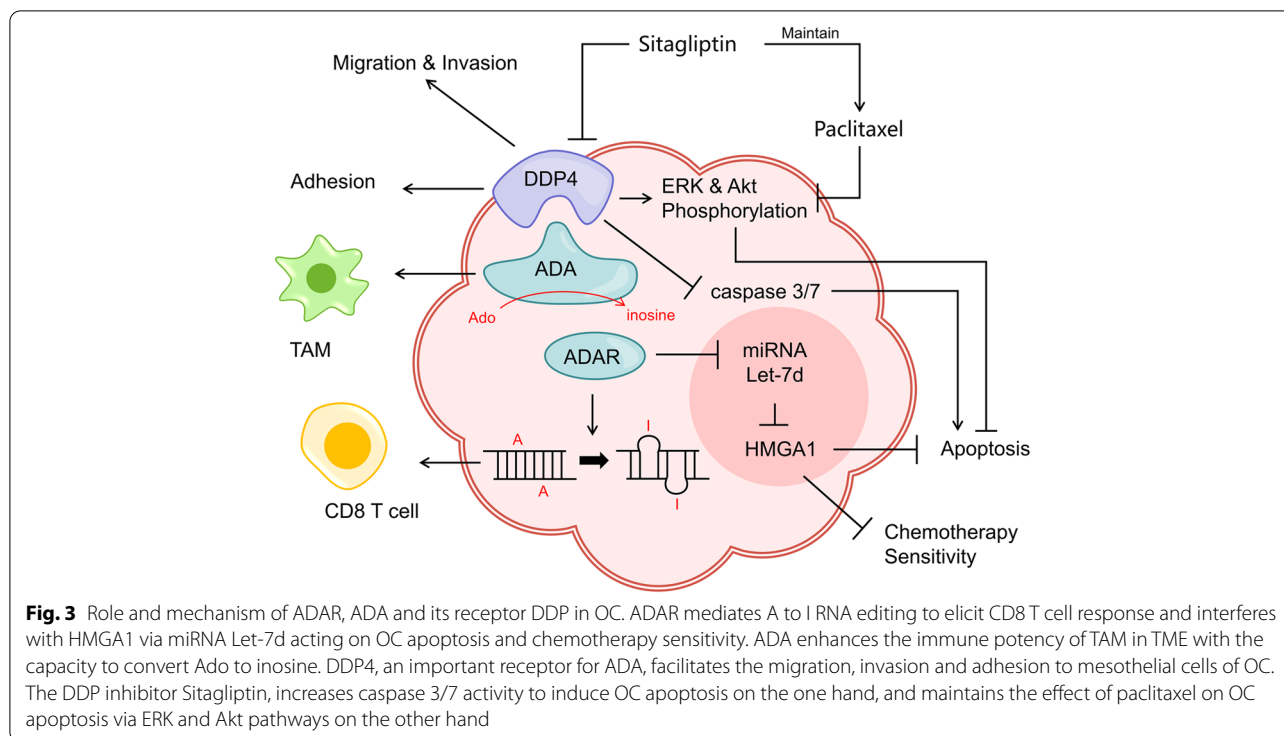 Sitagliptin
Maintain
Migration & Invasion
Paclitaxel
Adhesion
DDP4
ERK & Akt
Phosphorylation
ADA
Ado
inosine
caspase 3/7
TAM
ADAR
miRNA
Let-7d
A
I
HMGA1
Apoptosis
A
I
CD8 T cell
Chemotherapy
Sensitivity
Fig. 3 Role and mechanism of ADAR, ADA and its receptor DDP in OC. ADAR mediates A to I RNA editing to elicit CD8 T cell response and interferes
with HMGA1 via miRNA Let-7d acting on OC apoptosis and chemotherapy sensitivity. ADA enhances the immune potency of TAM in TME with the
capacity to convert Ado to inosine. DDP4, an important receptor for ADA, facilitates the migration, invasion and adhesion to mesothelial cells of OC.
The DDP inhibitor Sitagliptin, increases caspase 3/7 activity to induce OC apoptosis on the one hand, and maintains the effect of paclitaxel on OC
apoptosis via ERK and Akt pathways on the other hand